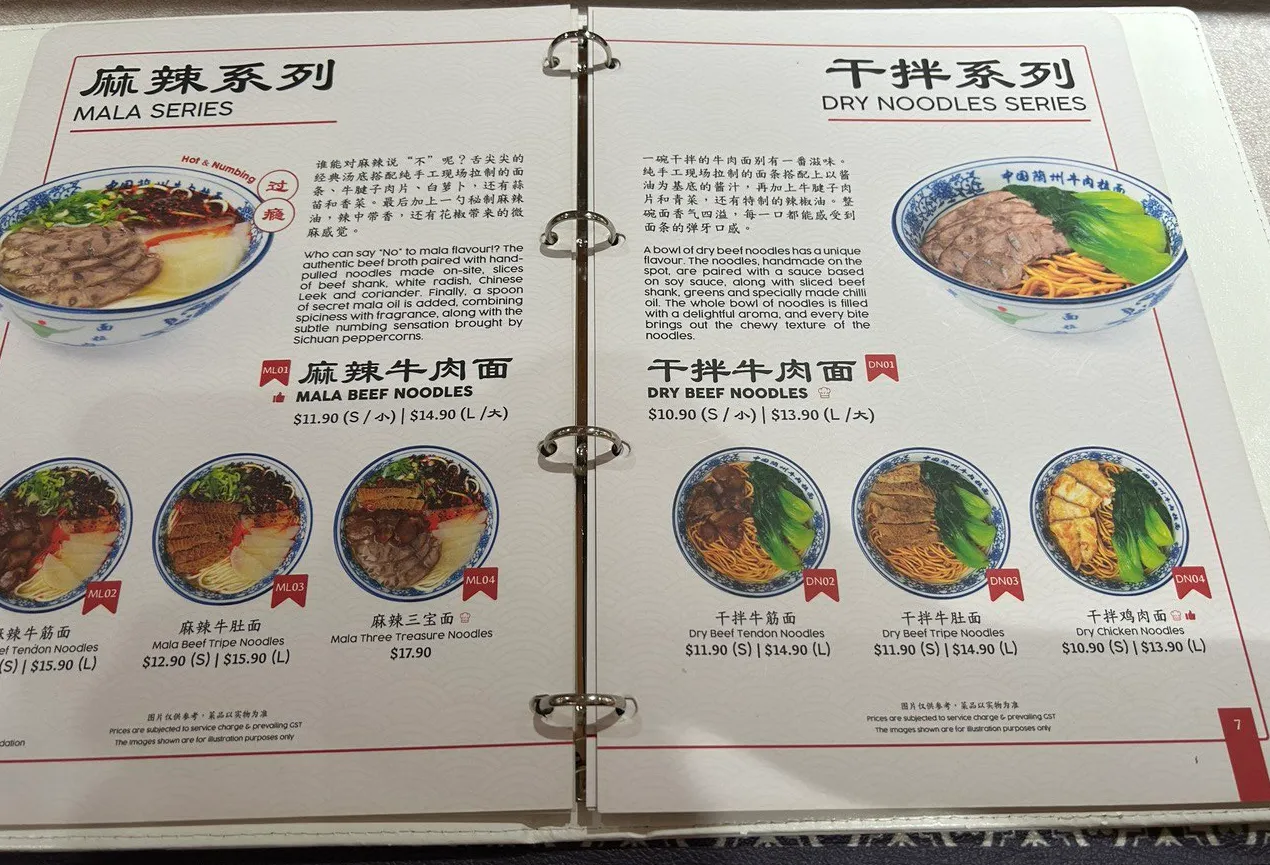 麻辣系列
MALA SERIES
Hot & Numbing
过
瘾
谁能对麻辣说“不”呢？舌尖尖的
经典汤底搭配纯手工现场拉制的面
条、牛腱子肉片、白萝卜，还有蒜
苗和香菜。最后加上一勺秘制麻辣
油，辣中带香，还有花椒带来的微
麻感觉。
Who can say "No" to mala flavour!? The
authentic beef broth paired with hand-
pulled noodles made on-site, slices
of beef shank, white radish, Chinese
Leek and coriander. Finally, a spoon
of secret mala oil is added, combining
spiciness with fragrance, along with the
subtle numbing sensation brought by
Sichuan peppercorns.
ML01
麻辣牛肉面
MALA BEEF NOODLES
$11.90 (S / 小) | $14.90 (L / 大)
ML02
辣牛筋面
ef Tendon Noodles
(S) | $15.90 (L)
ML03
麻辣牛肚面
Mala Beef Tripe Noodles
$12.90 (S) | $15.90 (L)
ML04
麻辣三宝面
Mala Three Treasure Noodles
$17.90
图片仅供参考，菜品以实物为准
Prices are subjected to service charge & prevailing GST
The images shown are for illustration purposes only
dation
干拌系列
DRY NOODLES SERIES
一碗干拌的牛肉面别有一番滋味。
纯手工现场拉制的面条搭配上以酱
油为基底的酱汁，再加上牛腱子肉
片和青菜，还有特制的辣椒油。整
碗面香气四溢，每一口都能感受到
面条的弹牙口感。
A bowl of dry beef noodles has a unique
flavour. The noodles, handmade on the
spot, are paired with a sauce based
on soy sauce, along with sliced beef
shank, greens and specially made chilli
oil. The whole bowl of noodles is filled
with a delightful aroma, and every bite
brings out the chewy texture of the
noodles.
中国兰州牛肉拉面
干拌牛肉面
DN01
DRY BEEF NOODLES
$10.90 (S / 小) | $13.90 (L / 大)
DN02
干拌牛筋面
Dry Beef Tendon Noodles
$11.90 (S) | $14.90 (L)
DN03
干拌牛肚面
Dry Beef Tripe Noodles
$11.90 (S) | $14.90 (L)
DN04
干拌鸡肉面
Dry Chicken Noodles
$10.90 (S) | $13.90 (L)
图片仅供参考，菜品以实物为准
Prices are subjected to service charge & prevailing GST
The images shown are for illustration purposes only
7